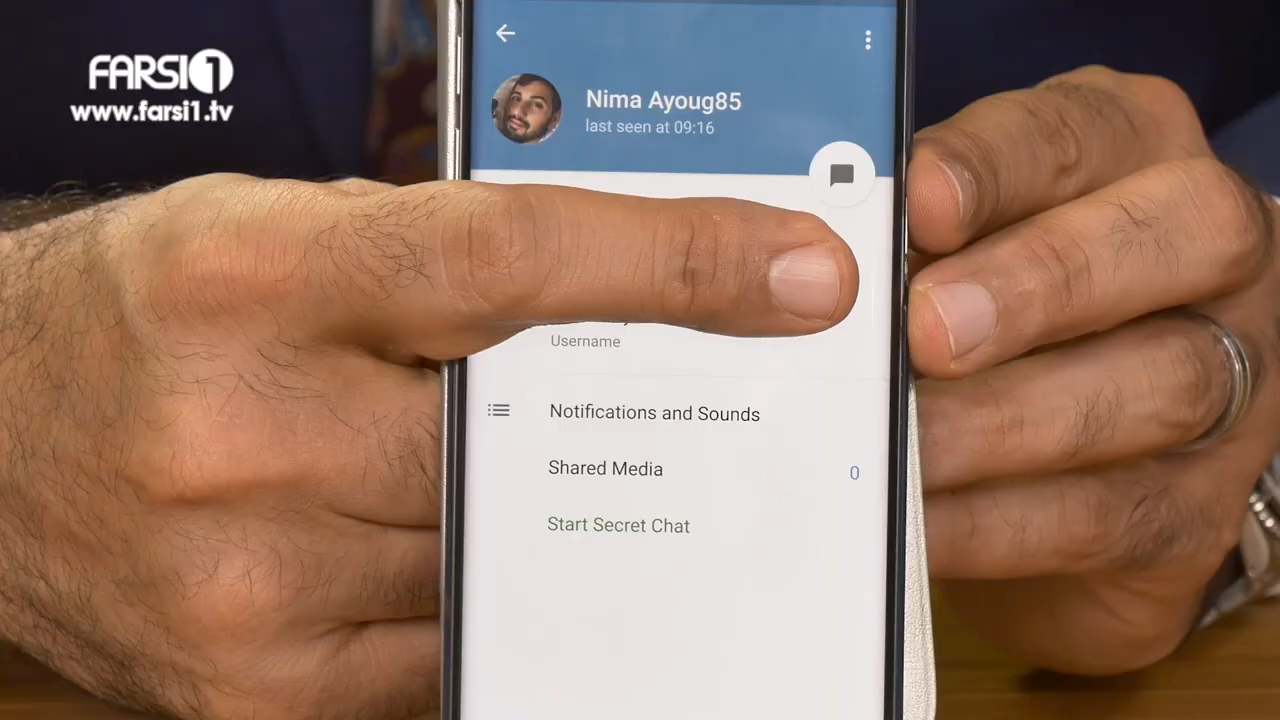 FARSI1
www.farsi1.tv
Nima Ayoug85
last seen at 09:16
Username
Notifications and Sounds
Shared Media
0
Start Secret Chat